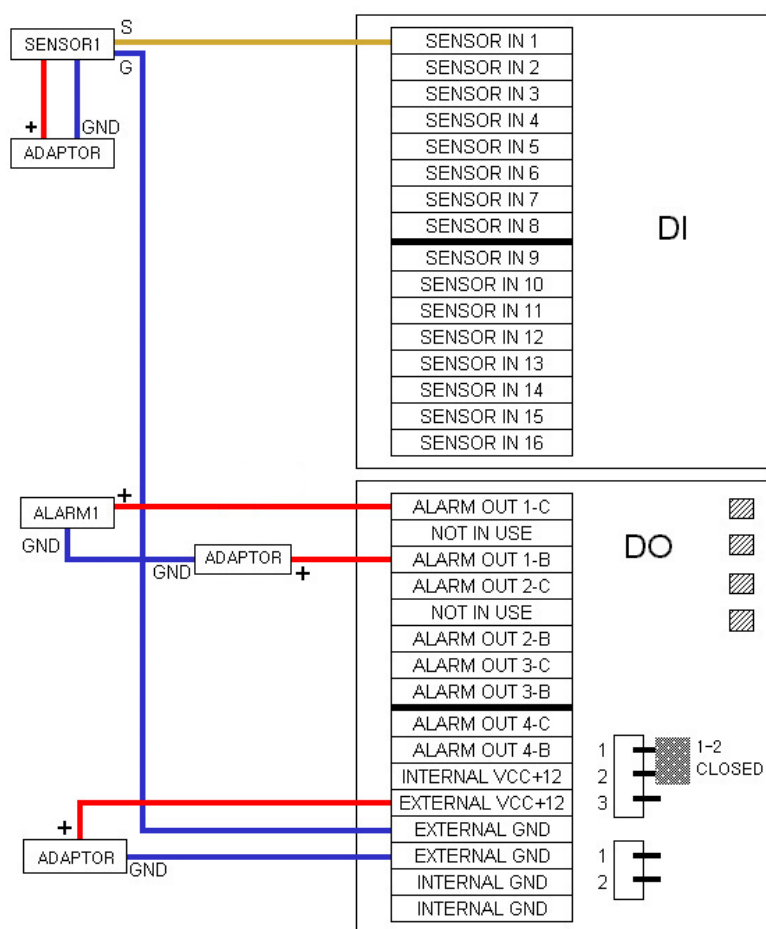 S
SENSOR1
G
+
GND
ADAPTOR
SENSOR IN 1
SENSOR IN 2
SENSOR IN 3
SENSOR IN 4
SENSOR IN 5
SENSOR IN 6
SENSOR IN 7
SENSOR IN 8
SENSOR IN 9
SENSOR IN 10
SENSOR IN 11
SENSOR IN 12
SENSOR IN 13
SENSOR IN 14
SENSOR IN 15
SENSOR IN 16
DI
+
ALARM1
GND
GND
ADAPTOR
+
ALARM OUT 1-C
NOT IN USE
ALARM OUT 1-B
ALARM OUT 2-C
NOT IN USE
ALARM OUT 2-B
ALARM OUT 3-C
ALARM OUT 3-B
ALARM OUT 4-C
ALARM OUT 4-B
INTERNAL VCC+12
EXTERNAL VCC+12
EXTERNAL GND
EXTERNAL GND
INTERNAL GND
INTERNAL GND
DO
1
2
3
1-2
CLOSED
1
2
+
ADAPTOR
GND